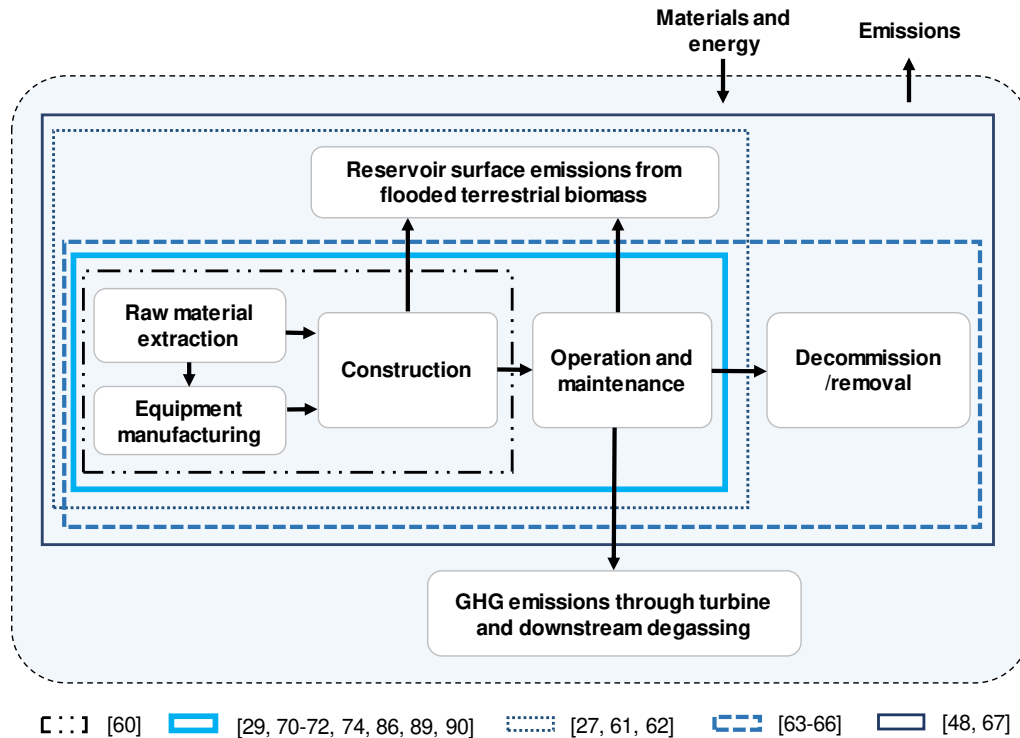 Materials and
energy
Emissions
Reservoir surface emissions from
flooded terrestrial biomass
Raw material
extraction
Equipment
manufacturing
Construction
Operation and
maintenance
Decommission
/removal
GHG emissions through turbine
and downstream degassing
[60]
[29, 70-72, 74, 86, 89, 90]
[27, 61, 62]
[63-66]
[48, 67]